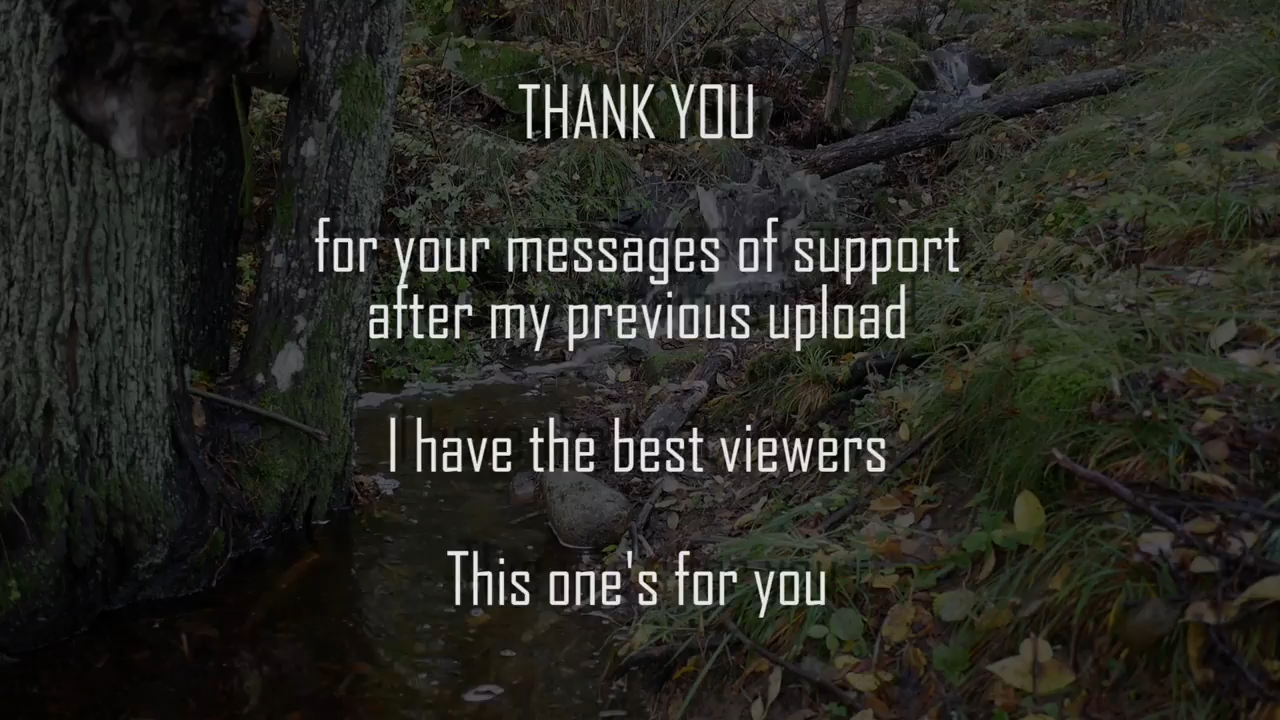 THANK YOU
for your messages of support
after my previous upload
I have the best viewers
This one's for you